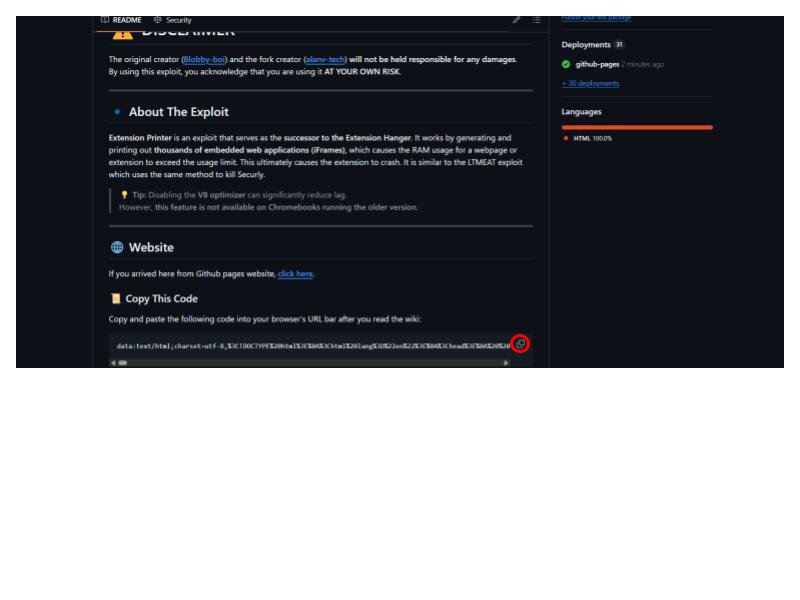 README
Security
DISCLAIMER
The original creator (Blobby-boi) and the fork creator (alanv-tech) will not be held responsible for any damages.
By using this exploit, you acknowledge that you are using it AT YOUR OWN RISK.
About The Exploit
Extension Printer is an exploit that serves as the successor to the Extension Hanger. It works by generating and
printing out thousands of embedded web applications (iFrames), which causes the RAM usage for a webpage or
extension to exceed the usage limit. This ultimately causes the extension to crash. It is similar to the LTMEAT exploit
which uses the same method to kill Securly.
Tip: Disabling the V8 optimizer can significantly reduce lag.
However, this feature is not available on Chromebooks running the older version.
Website
If you arrived here from Github pages website, click here.
Copy This Code
Copy and paste the following code into your browser's URL bar after you read the wiki:
data:text/html;charset=utf-8,%3C!DOCTYPE%20html%3E%0A%3Chtml%20lang%3D%22en%22%3E%0A%3Chead%3E%0A%20%20
Publish your first package
Deployments 31
github-pages 2 minutes ago
+ 30 deployments
Languages
HTML 100.0%